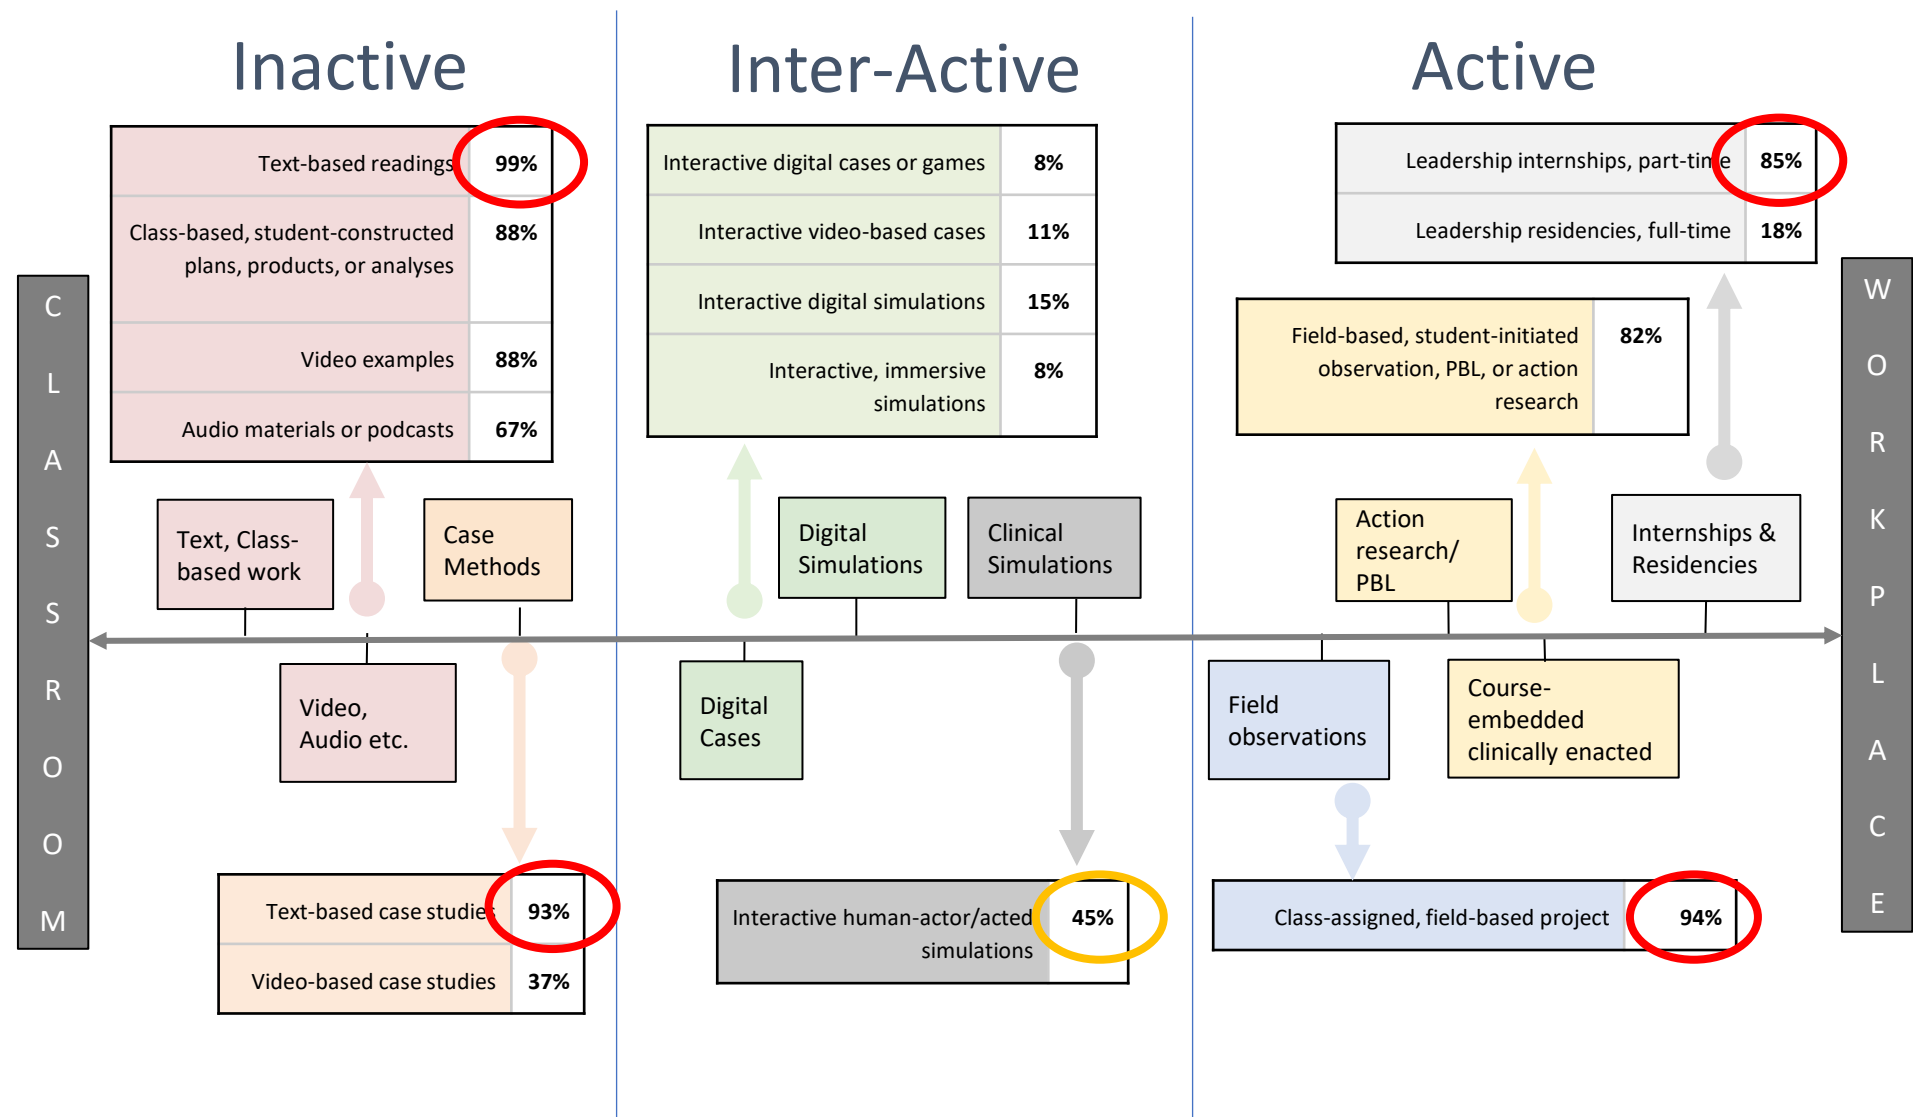 Inactive
Inter-Active
Active
Text-based readings 99%
Class-based, student-constructed 88%
plans, products, or analyses
Video examples 88%
Audio materials or podcasts 67%
Interactive digital cases or games 8%
Interactive video-based cases 11%
Interactive digital simulations 15%
Interactive, immersive 8%
simulations
Leadership internships, part-time 85%
Leadership residencies, full-time 18%
Field-based, student-initiated 82%
observation, PBL, or action
research
CLASSROOM
WORKPLACE
Text, Class-
based work
Case
Methods
Digital
Simulations
Clinical
Simulations
Action
research/
PBL
Internships &
Residencies
Video,
Audio etc.
Digital
Cases
Field
observations
Course-
embedded
clinically enacted
Text-based case studies 93%
Video-based case studies 37%
Interactive human-actor/acted 45%
simulations
Class-assigned, field-based project 94%